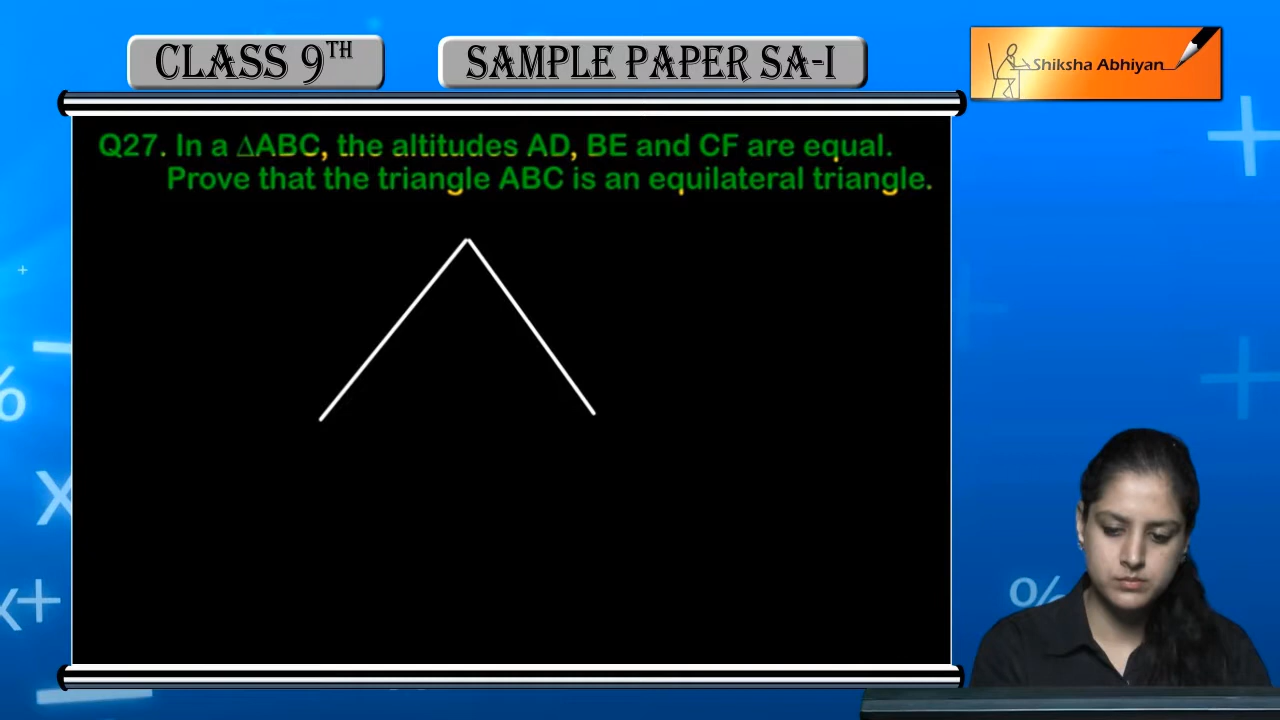 CLASS 9TH
SAMPLE PAPER SA-I
Shiksha Abhiyan
Q27. In a ∆ABC, the altitudes AD, BE and CF are equal.
Prove that the triangle ABC is an equilateral triangle.
%
X
x+
%